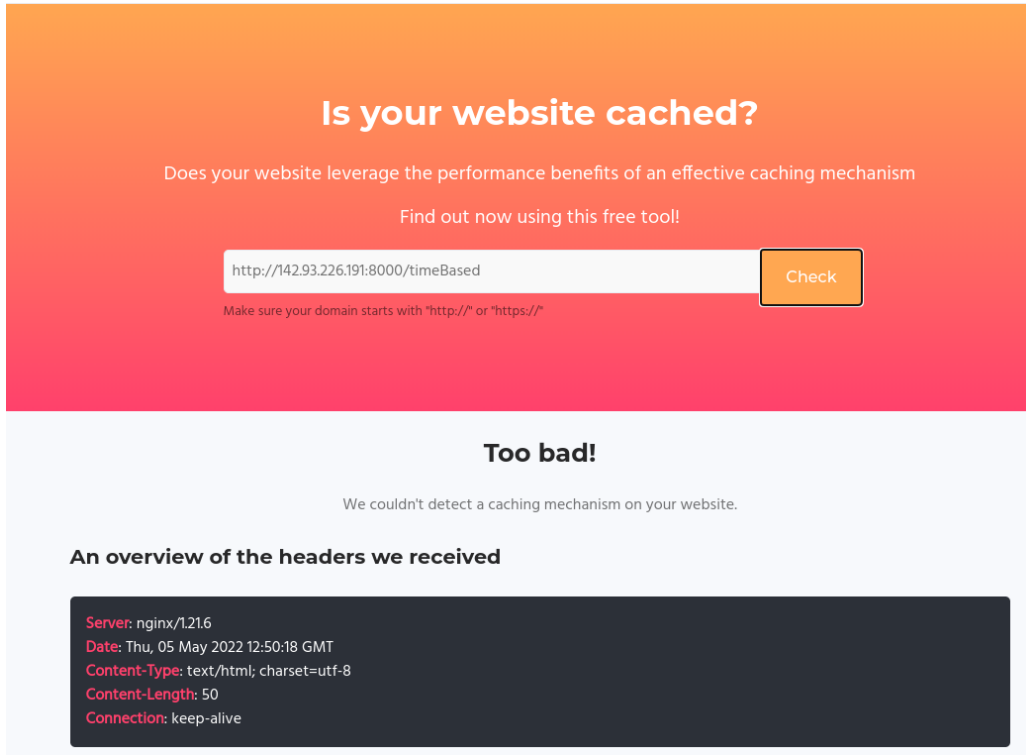 Is your website cached?
Does your website leverage the performance benefits of an effective caching mechanism
Find out now using this free tool!
http://142.93.226.191:8000/timeBased
Check
Make sure your domain starts with "http://" or "https://"
Too bad!
We couldn't detect a caching mechanism on your website.
An overview of the headers we received
Server: nginx/1.21.6
Date: Thu, 05 May 2022 12:50:18 GMT
Content-Type: text/html; charset=utf-8
Content-Length: 50
Connection: keep-alive